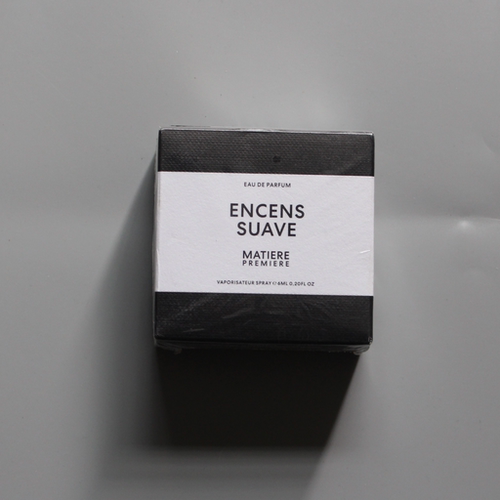 EAU DE PARFUM
ENCENS
SUAVE
MATIERE
PREMIERE
VAPORISATEUR SPRAY 6ML 0.20FL OZ